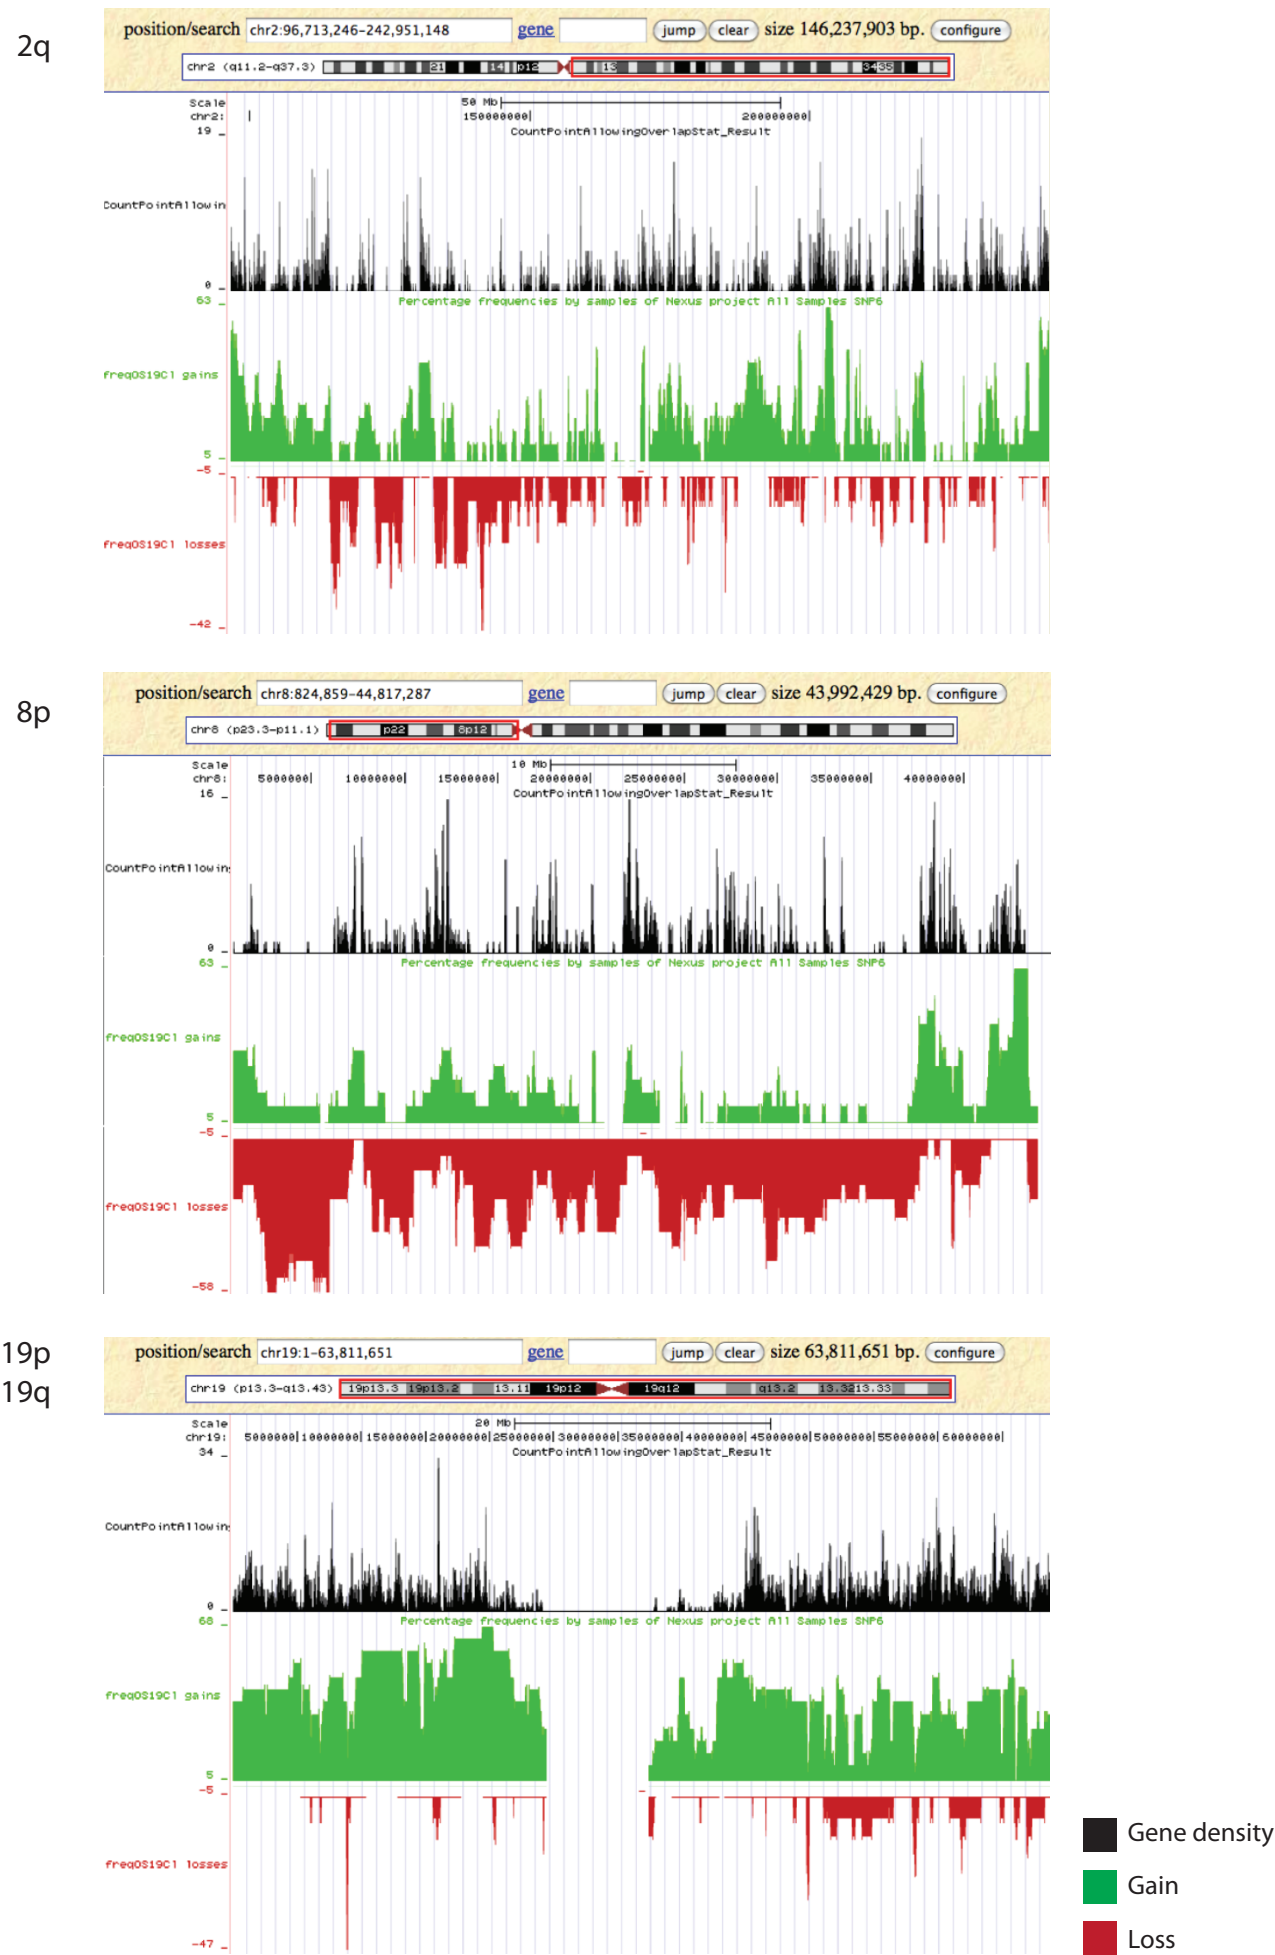 2q
position/search chr2:96,713,246-242,951,148 gene jump clear size 146,237,903 bp. configure
chr2 (q11.2-q37.3) 21 14 p12 13 3435
Scale 50 Mb
chr2: 150000000 200000000
19 CountPointAllowingOverlapStat_Result
CountPointAllowin
0
63 Percentage frequencies by samples of Nexus project All Samples SNP6
freqOS19C1 gains
5
-5
freqOS19C1 losses
-42
8p
position/search chr8:824,859-44,817,287 gene jump clear size 43,992,429 bp. configure
chr8 (p23.3-p11.1) p22 8p12
Scale 10 Mb
chr8: 5000000 10000000 15000000 20000000 25000000 30000000 35000000 40000000
16 CountPointAllowingOverlapStat_Result
CountPointAllowin
0
63 Percentage frequencies by samples of Nexus project All Samples SNP6
freqOS19C1 gains
5
-5
freqOS19C1 losses
-58
19p
19q
position/search chr19:1-63,811,651 gene jump clear size 63,811,651 bp. configure
chr19 (p13.3-q13.43) 19p13.3 19p13.2 13.11 19p12 19q12 q13.2 13.32 13.33
Scale 20 Mb
chr19: 5000000 10000000 15000000 20000000 25000000 30000000 35000000 40000000 45000000 50000000 55000000 60000000
34 CountPointAllowingOverlapStat_Result
CountPointAllowin
0
68 Percentage frequencies by samples of Nexus project All Samples SNP6
freqOS19C1 gains
5
-5
freqOS19C1 losses
-47
Gene density
Gain
Loss